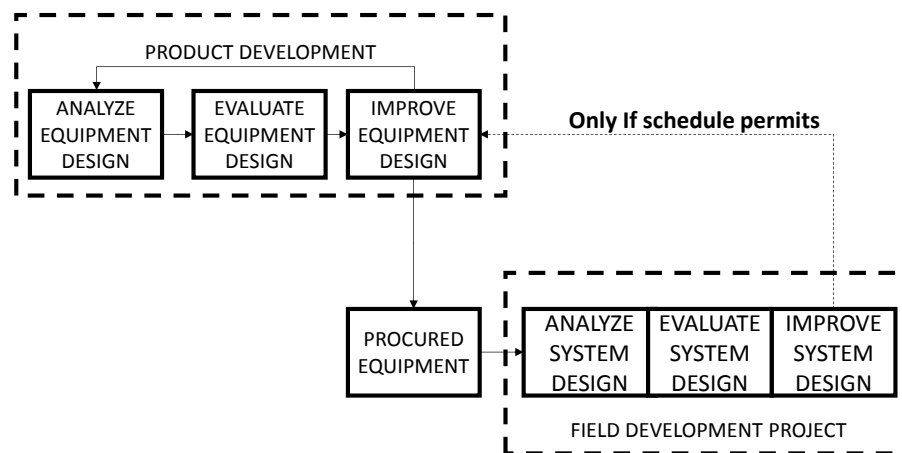 PRODUCT DEVELOPMENT
ANALYZE
EQUIPMENT
DESIGN
EVALUATE
EQUIPMENT
DESIGN
IMPROVE
EQUIPMENT
DESIGN
Only If schedule permits
PROCURED
EQUIPMENT
ANALYZE
SYSTEM
DESIGN
EVALUATE
SYSTEM
DESIGN
IMPROVE
SYSTEM
DESIGN
FIELD DEVELOPMENT PROJECT